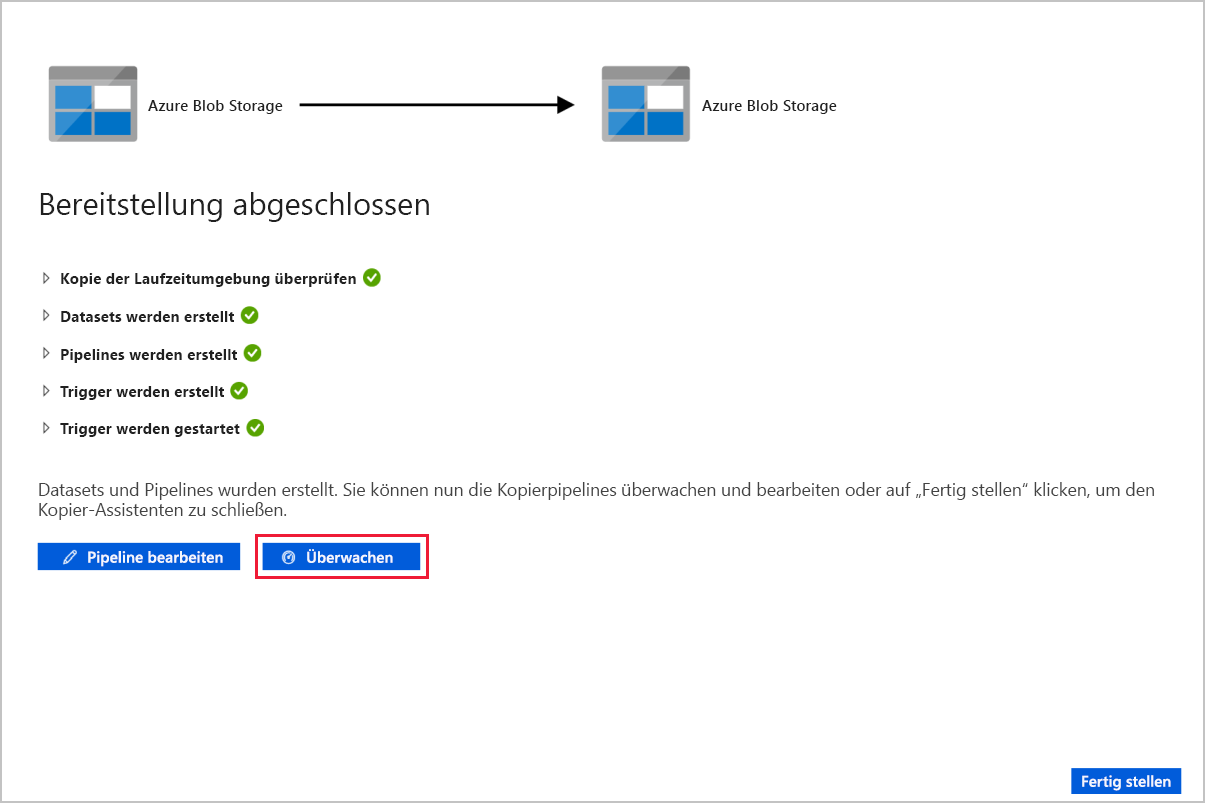 Azure Blob Storage
Azure Blob Storage
Bereitstellung abgeschlossen
Kopie der Laufzeitumgebung überprüfen
Datasets werden erstellt
Pipelines werden erstellt
Trigger werden erstellt
Trigger werden gestartet
Datasets und Pipelines wurden erstellt. Sie können nun die Kopierpipelines überwachen und bearbeiten oder auf „Fertig stellen“ klicken, um den
Kopier-Assistenten zu schließen.
Pipeline bearbeiten
Überwachen
Fertig stellen